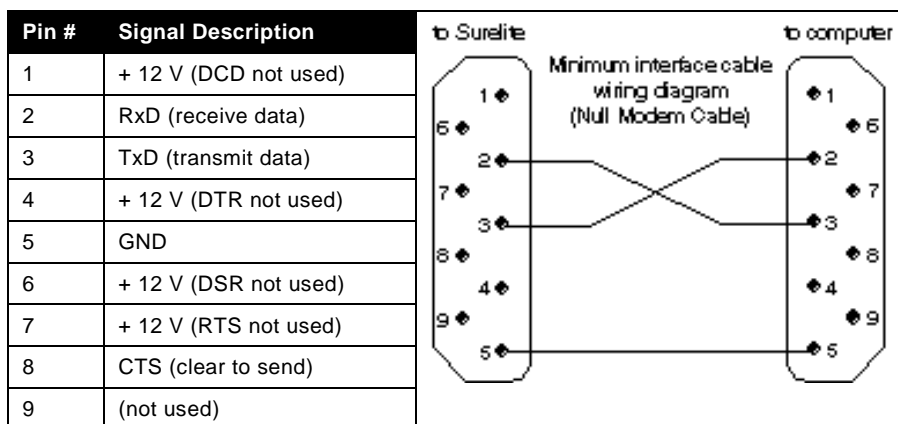 Pin # Signal Description
1 + 12 V (DCD not used)
2 RxD (receive data)
3 TxD (transmit data)
4 + 12 V (DTR not used)
5 GND
6 + 12 V (DSR not used)
7 + 12 V (RTS not used)
8 CTS (clear to send)
9 (not used)
to Surelite
to computer
Minimum interface cable
wiring diagram
(Null Modem Cable)
1
6
2
7
3
8
4
9
5
1
6
2
7
3
8
4
9
5